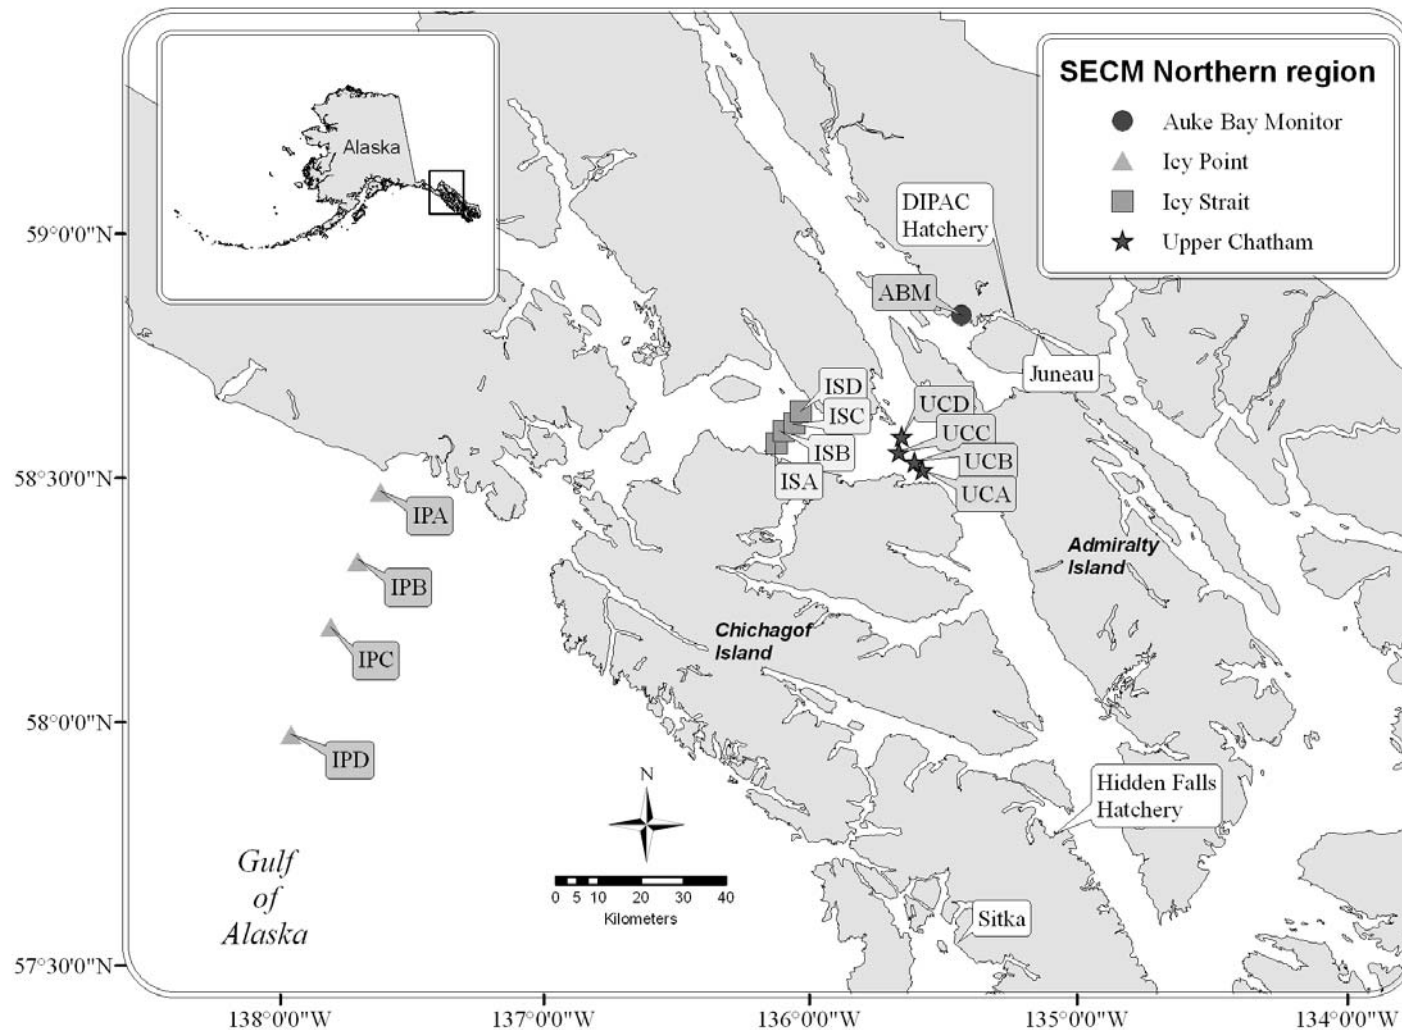 SECM Northern region
Auke Bay Monitor
Icy Point
Icy Strait
Upper Chatham
Alaska
59°0'0"N
58°30'0"N
58°0'0"N
57°30'0"N
DIPAC
Hatchery
ABM
Juneau
ISD
ISC
ISB
ISA
UCD
UCC
UCB
UCA
IPA
IPB
IPC
IPD
Admiralty
Island
Chichagof
Island
Hidden Falls
Hatchery
Sitka
N
0 5 10 20 30 40
Kilometers
Gulf
of
Alaska
138°0'0"W 137°0'0"W 136°0'0"W 135°0'0"W 134°0'0"W